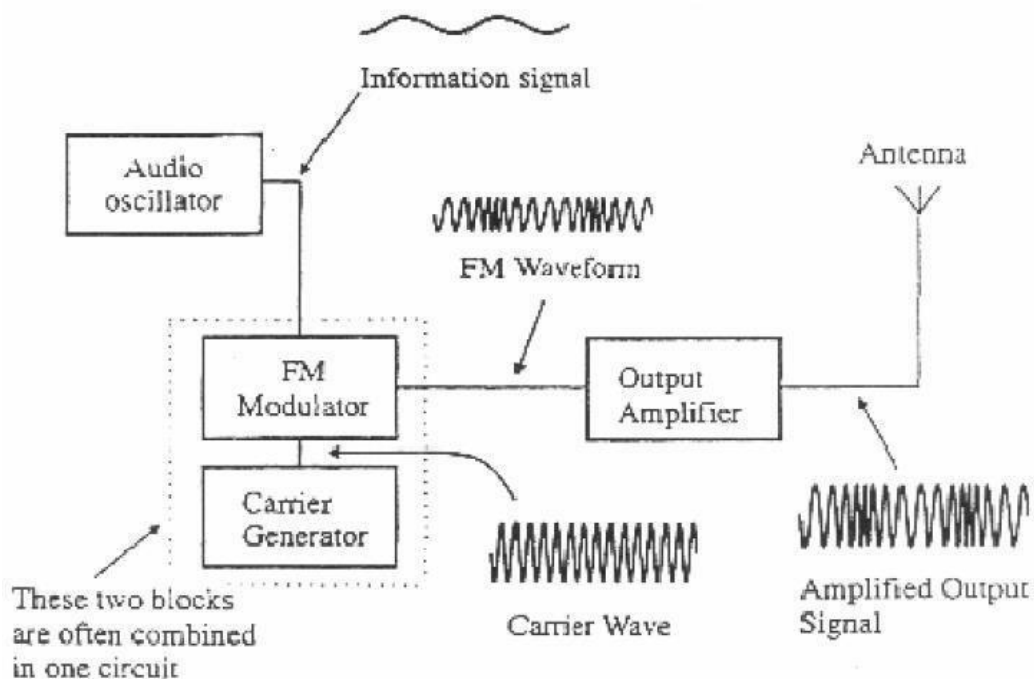 Information signal
Audio
oscillator
Antenna
FM Waveform
FM
Modulator
Output
Amplifier
Carrier
Generator
These two blocks
are often combined
in one circuit
Carrier Wave
Amplified Output
Signal